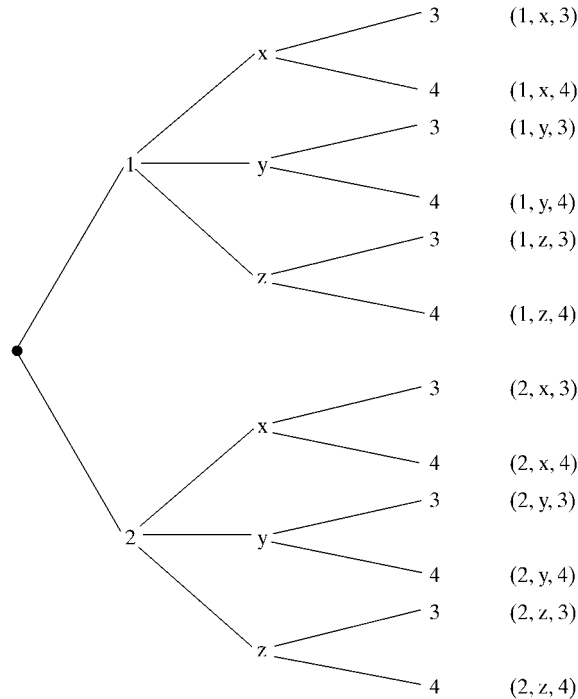 3 (1, x, 3)
x
4 (1, x, 4)
3 (1, y, 3)
1 y
4 (1, y, 4)
3 (1, z, 3)
z
4 (1, z, 4)
3 (2, x, 3)
x
4 (2, x, 4)
3 (2, y, 3)
2 y
4 (2, y, 4)
3 (2, z, 3)
z
4 (2, z, 4)